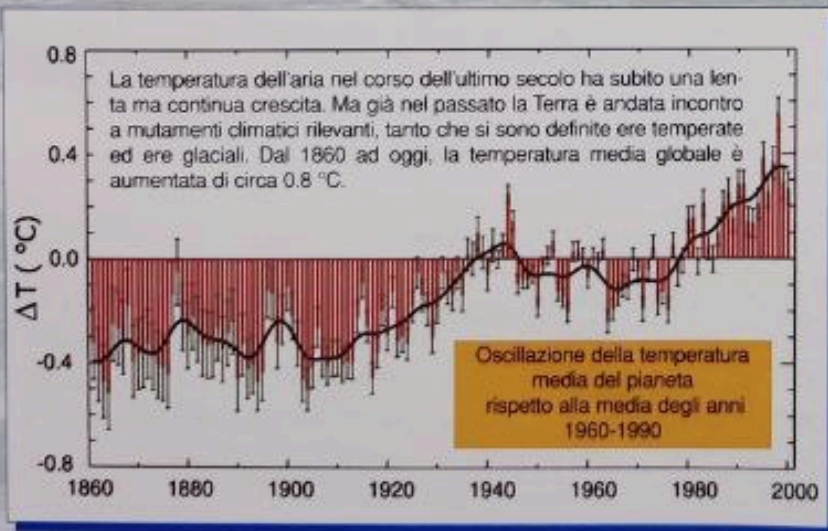 0.8
La temperatura dell'aria nel corso dell'ultimo secolo ha subito una len-
ta ma continua crescita. Ma già nel passato la Terra è andata incontro
a mutamenti climatici rilevanti, tanto che si sono definite ere temperate
ed ere glaciali. Dal 1860 ad oggi, la temperatura media globale è
aumentata di circa 0.8 °C.
0.4
0.0
ΔT (°C)
-0.4
-0.8
Oscillazione della temperatura
media del pianeta
rispetto alla media degli anni
1960-1990
1860 1880 1900 1920 1940 1960 1980 2000